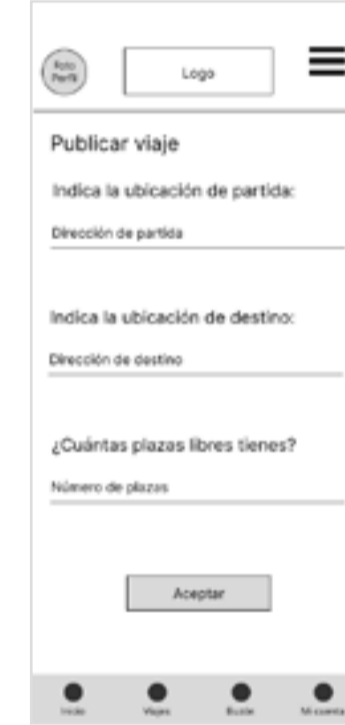 Foto
Perfil
Logo
Publicar viaje
Indica la ubicación de partida:
Dirección de partida
Indica la ubicación de destino:
Dirección de destino
¿Cuántas plazas libres tienes?
Número de plazas
Aceptar
Inicio
Viajes
Mi cuenta